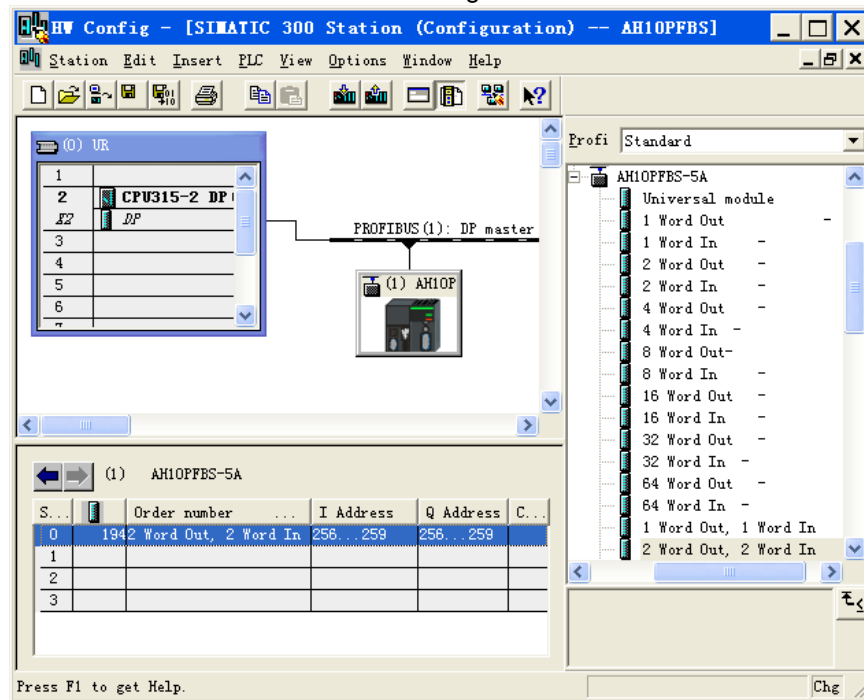 HW Config - [SIMATIC 300 Station (Configuration) -- AH10PFBS]
Station Edit Insert PLC View Options Window Help
(0) UR
1
2 CPU315-2 DP
X2 DP
3
4
5
6
PROFIBUS(1): DP master
(1) AH10P
Profi Standard
AH10PFBS-5A
Universal module
1 Word Out -
1 Word In -
2 Word Out -
2 Word In -
4 Word Out -
4 Word In -
8 Word Out-
8 Word In -
16 Word Out -
16 Word In -
32 Word Out -
32 Word In -
64 Word Out -
64 Word In -
1 Word Out, 1 Word In
2 Word Out, 2 Word In
(1) AH10PFBS-5A
S... Order number ... I Address Q Address C...
0 194 2 Word Out, 2 Word In 256...259 256...259
1
2
3
Press F1 to get Help.
Chg